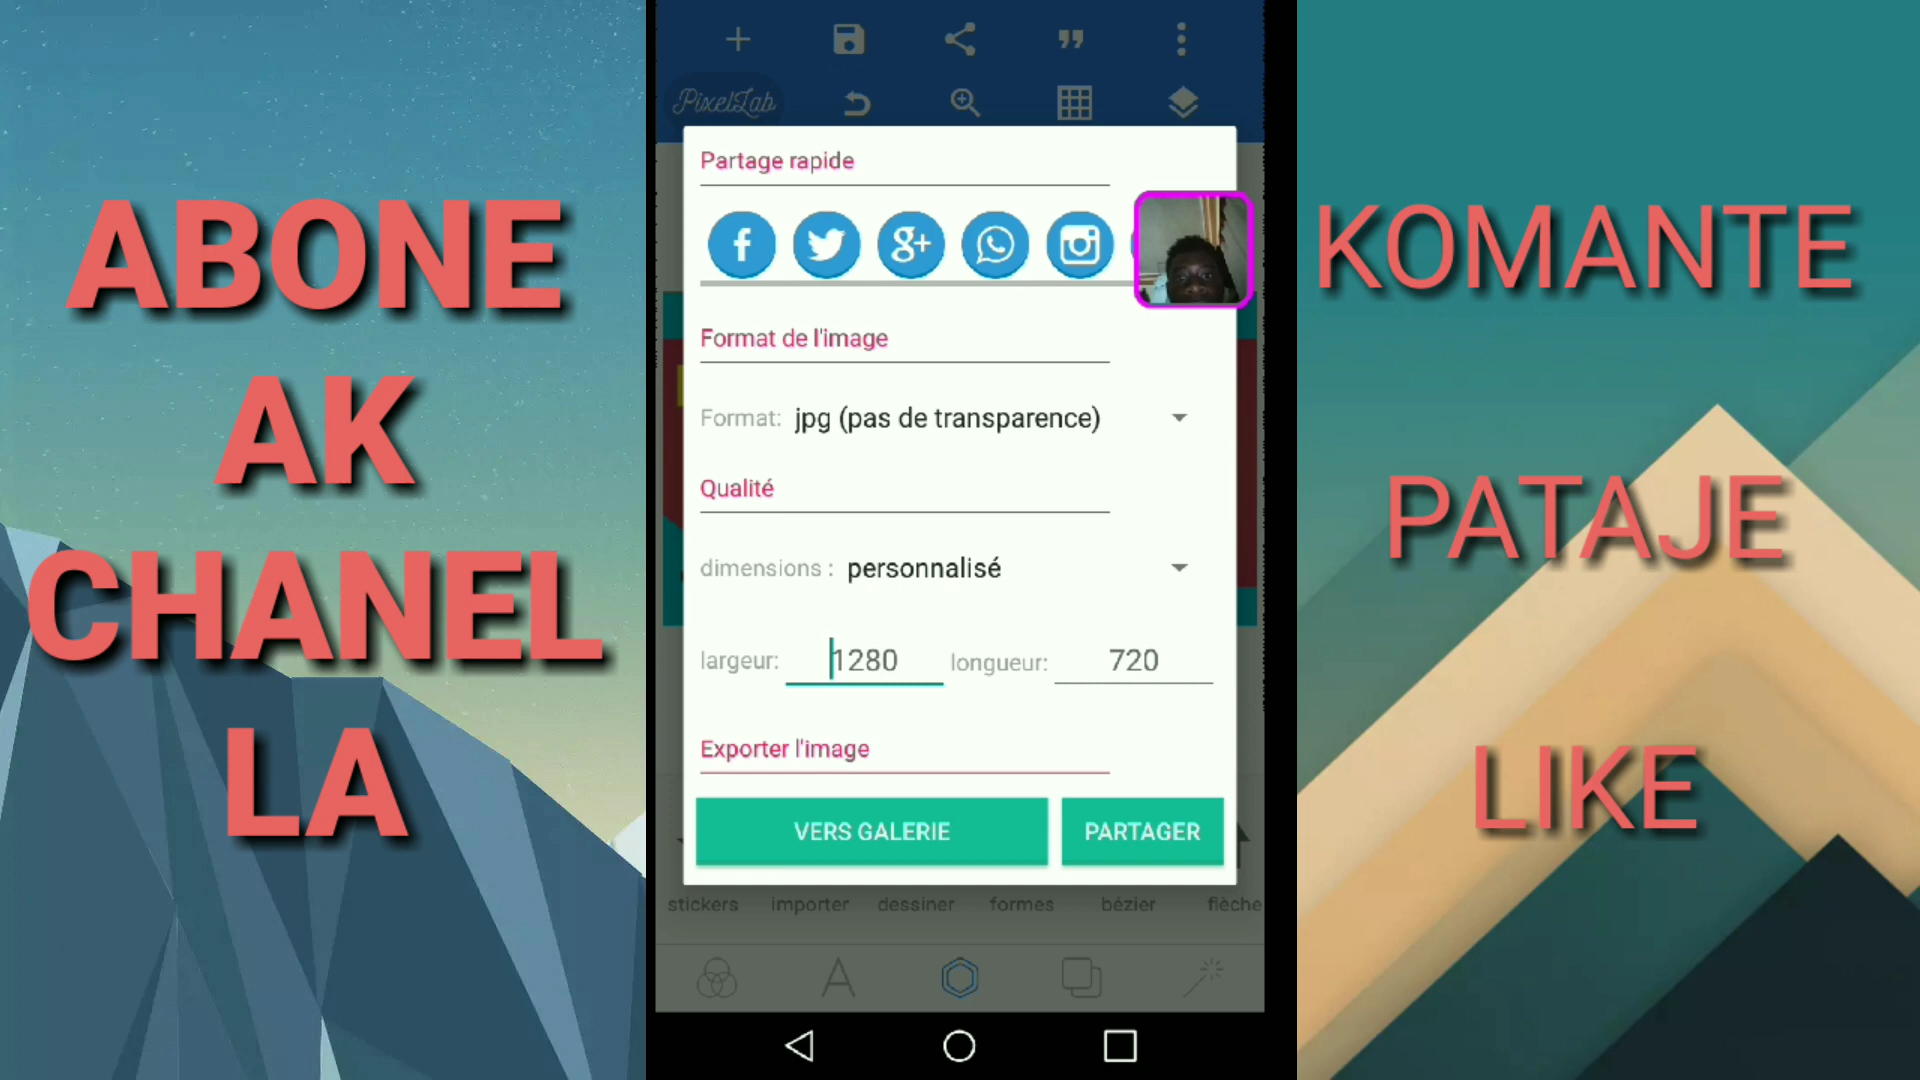 ABONE
AK
CHANEL
LA
PixelLab
Partage rapide
Format de l'image
Format: jpg (pas de transparence)
Qualité
dimensions : personnalisé
largeur: 1280 longueur: 720
Exporter l'image
VERS GALERIE PARTAGER
stickers importer dessiner formes bézier flèche
KOMANTE
PATAJE
LIKE